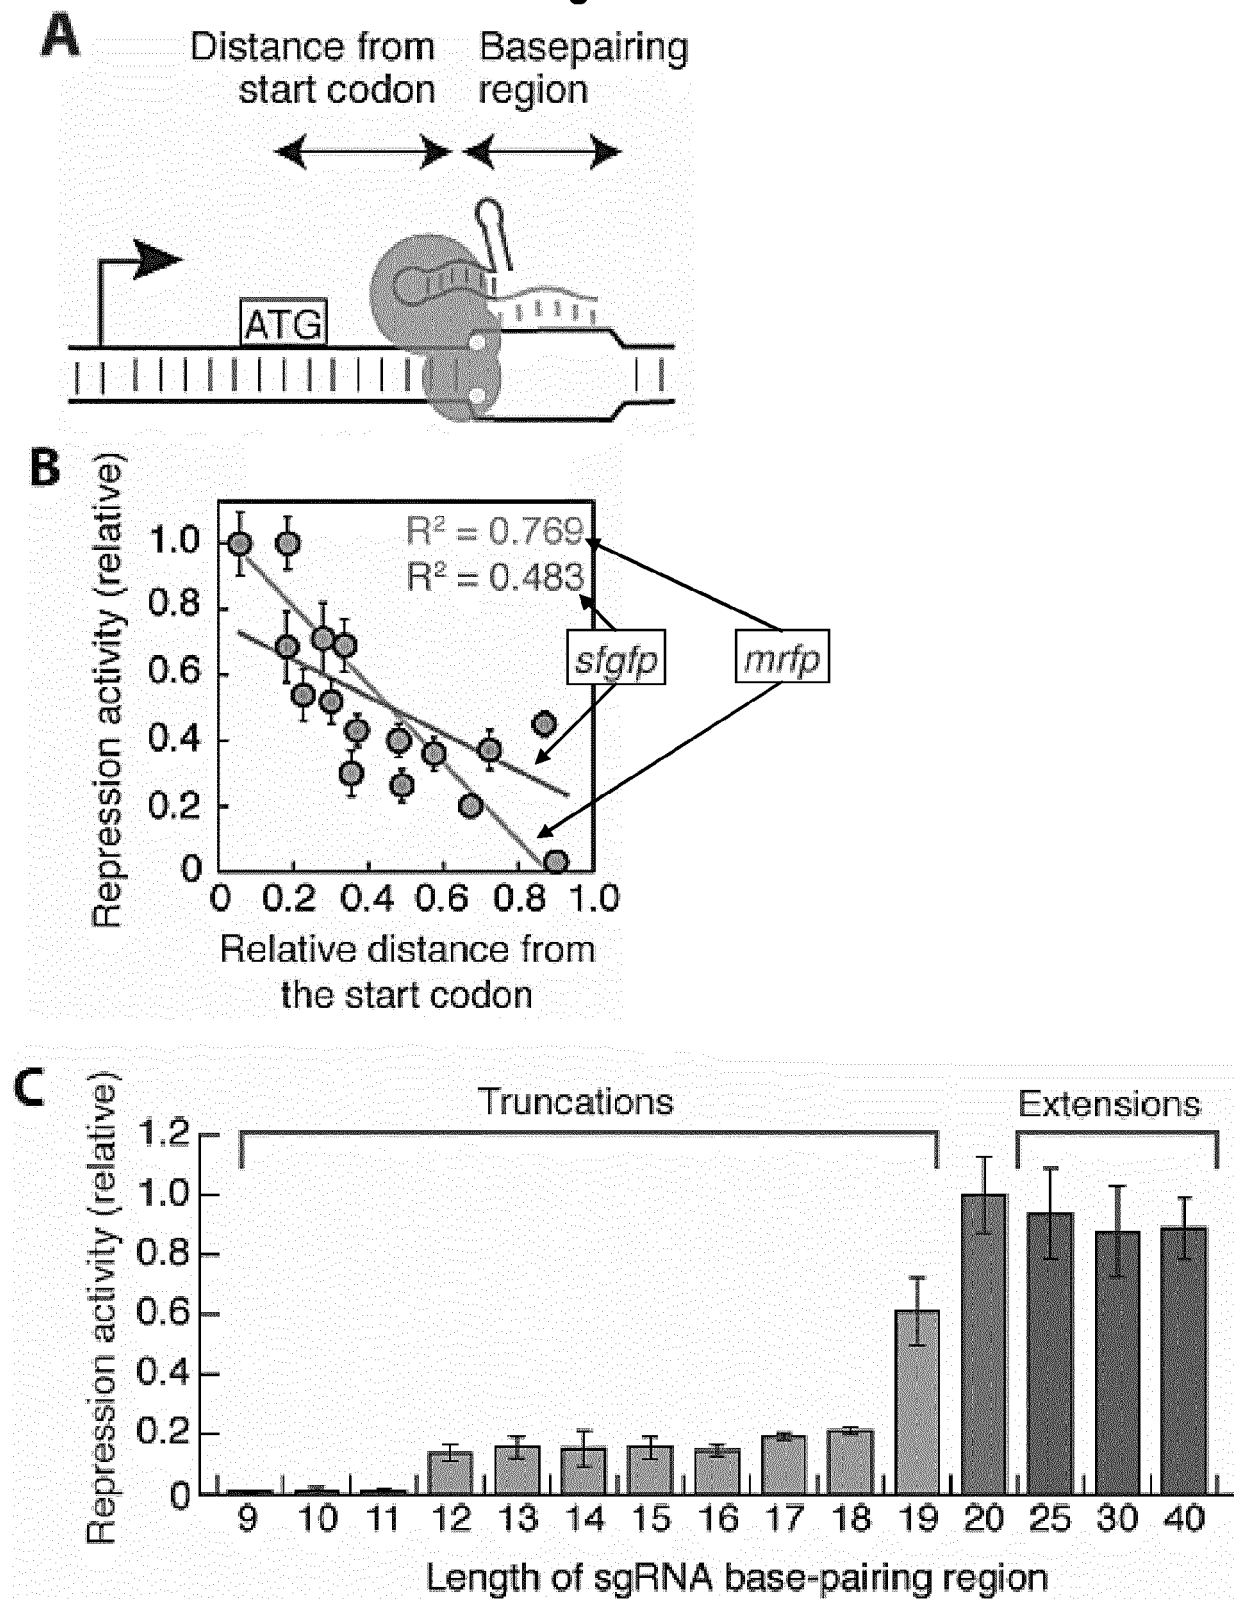 A
Distance from
start codon
Basepairing
region
ATG
B
Repression activity (relative)
1.0
0.8
0.6
0.4
0.2
0
R² = 0.769
R² = 0.483
sfgfp
mrfp
0 0.2 0.4 0.6 0.8 1.0
Relative distance from
the start codon
C
Repression activity (relative)
Truncations
Extensions
1.2
1.0
0.8
0.6
0.4
0.2
0
9 10 11 12 13 14 15 16 17 18 19 20 25 30 40
Length of sgRNA base-pairing region